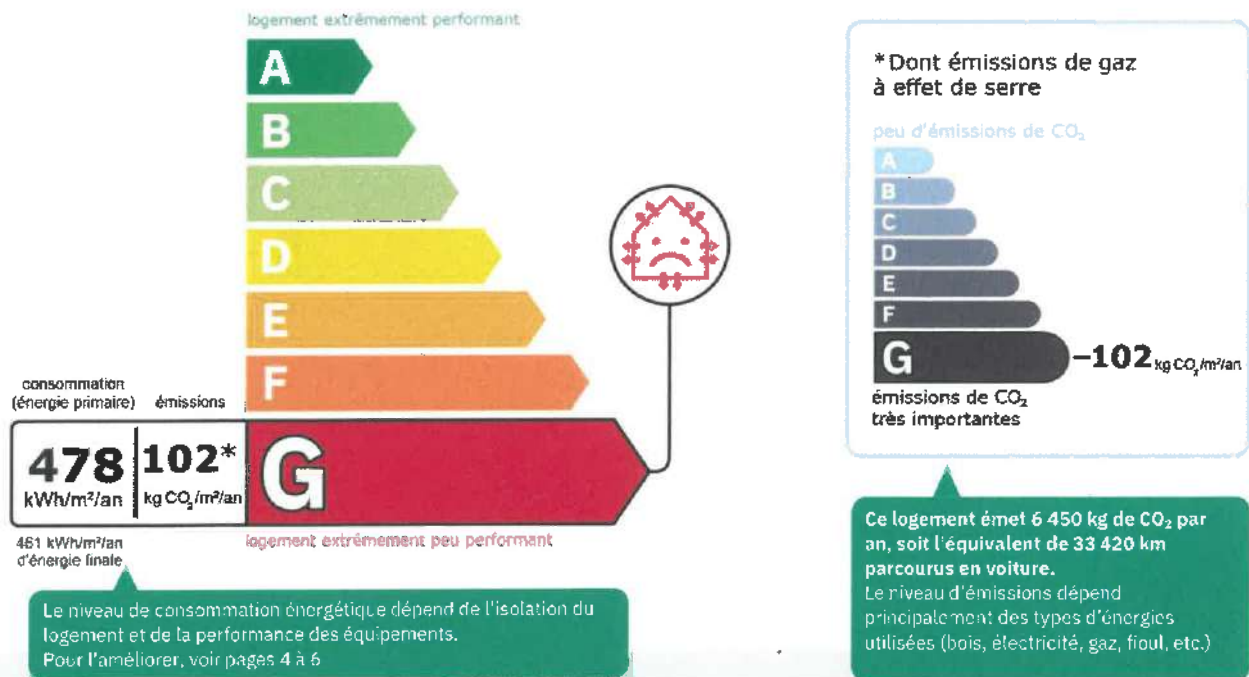 logement extrêmement performant
A
B
C
D
E
F
G
consommation
(énergie primaire)
émissions
478
kWh/m²/an
102*
kg CO₂/m²/an
461 kWh/m²/an
d'énergie finale
logement extrêmement peu performant
Le niveau de consommation énergétique dépend de l'isolation du
logement et de la performance des équipements.
Pour l'améliorer, voir pages 4 à 6
*Dont émissions de gaz
à effet de serre
peu d'émissions de CO₂
A
B
C
D
E
F
G
–102 kg CO₂/m²/an
émissions de CO₂
très importantes
Ce logement émet 6 450 kg de CO₂ par
an, soit l'équivalent de 33 420 km
parcourus en voiture.
Le niveau d'émissions dépend
principalement des types d'énergies
utilisées (bois, électricité, gaz, fioul, etc.)